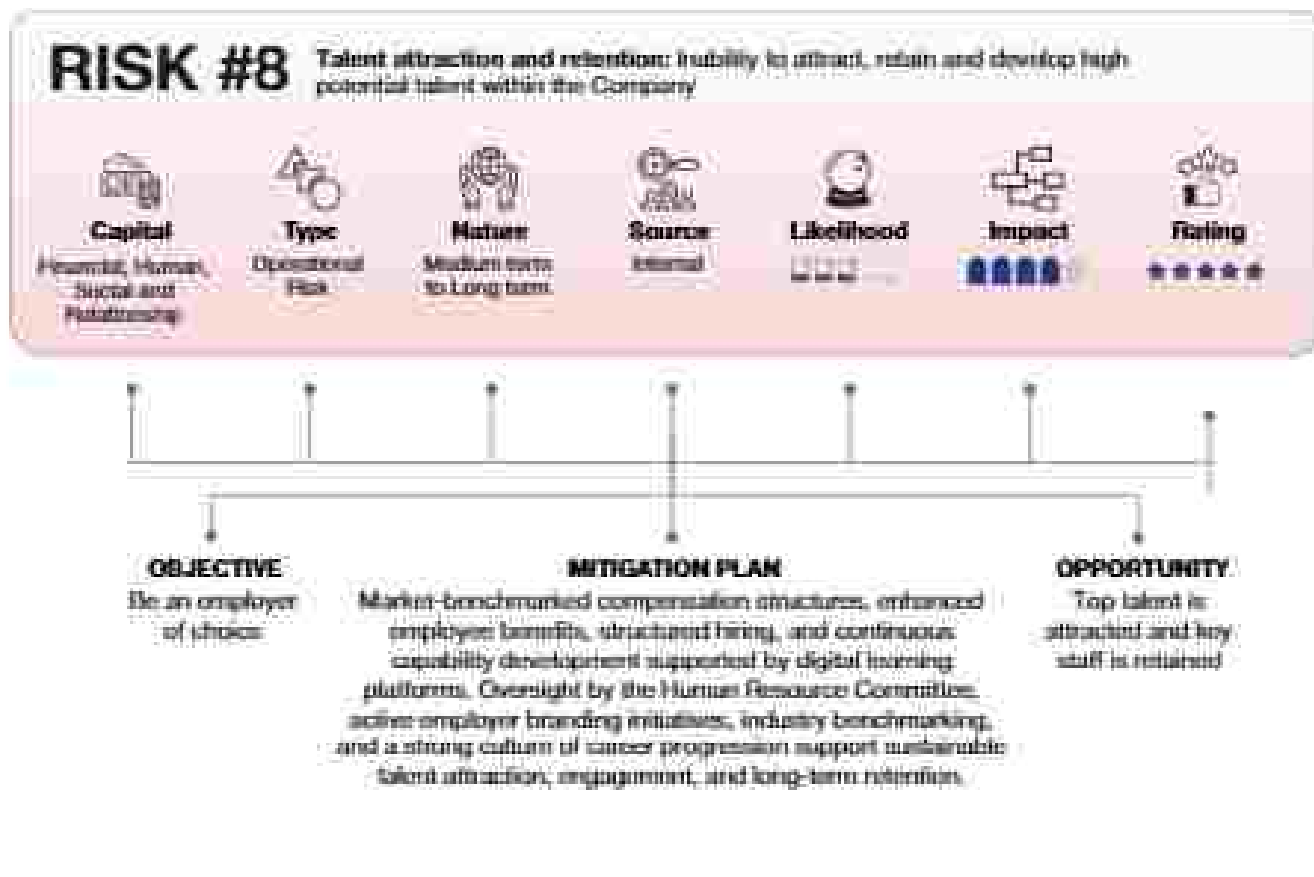 RISK #8
Talent attraction and retention: Inability to attract, retain and develop high
potential talent within the Company
Capital
Financial, Human,
Social and
Relationship
Type
Operational
Risk
Nature
Medium term
to Long term
Source
Internal
Likelihood
Impact
Rating
OBJECTIVE
Be an employer
of choice
MITIGATION PLAN
Market-benchmarked compensation structures, enhanced
employee benefits, structured hiring, and continuous
capability development supported by digital learning
platforms. Oversight by the Human Resource Committee,
active employer branding initiatives, industry benchmarking,
and a strong culture of career progression support sustainable
talent attraction, engagement, and long-term retention.
OPPORTUNITY
Top talent is
attracted and key
staff is retained